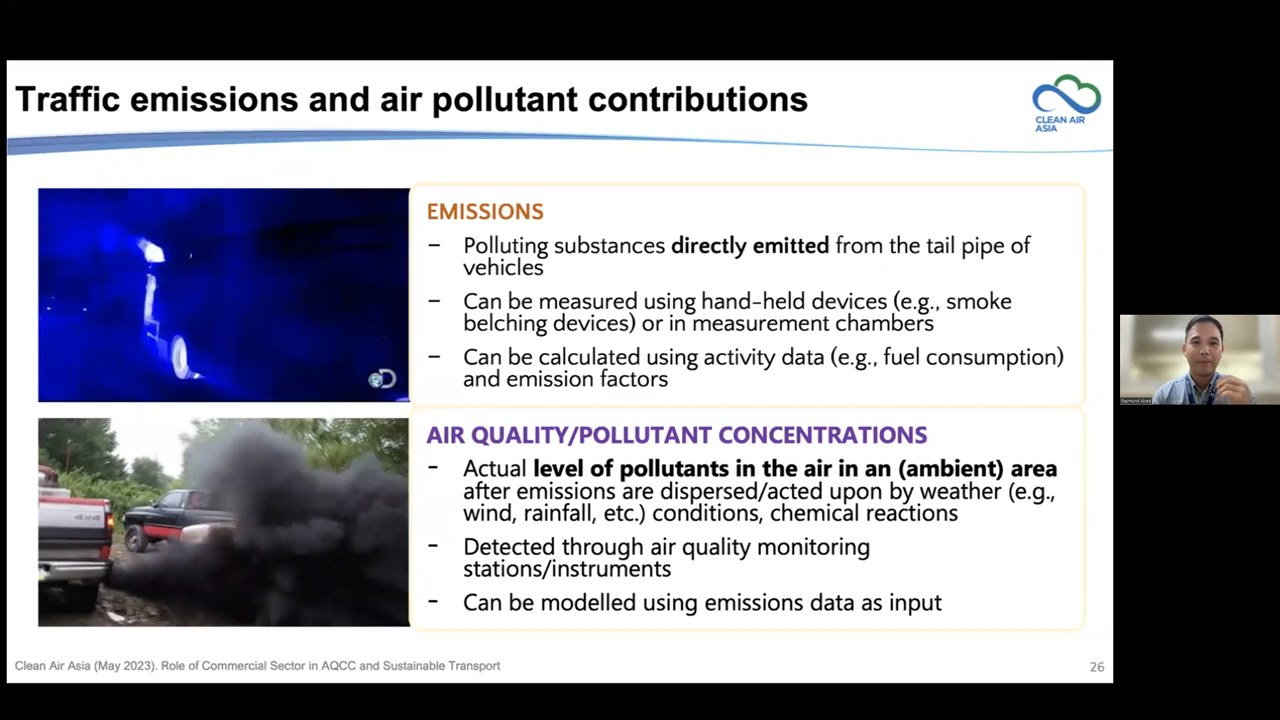 Traffic emissions and air pollutant contributions
CLEAN AIR
ASIA
EMISSIONS
– Polluting substances directly emitted from the tail pipe of
vehicles
– Can be measured using hand-held devices (e.g., smoke
belching devices) or in measurement chambers
– Can be calculated using activity data (e.g., fuel consumption)
and emission factors
AIR QUALITY/POLLUTANT CONCENTRATIONS
- Actual level of pollutants in the air in an (ambient) area
after emissions are dispersed/acted upon by weather (e.g.,
wind, rainfall, etc.) conditions, chemical reactions
- Detected through air quality monitoring
stations/instruments
- Can be modelled using emissions data as input
4x4
Clean Air Asia (May 2023). Role of Commercial Sector in AQCC and Sustainable Transport
26